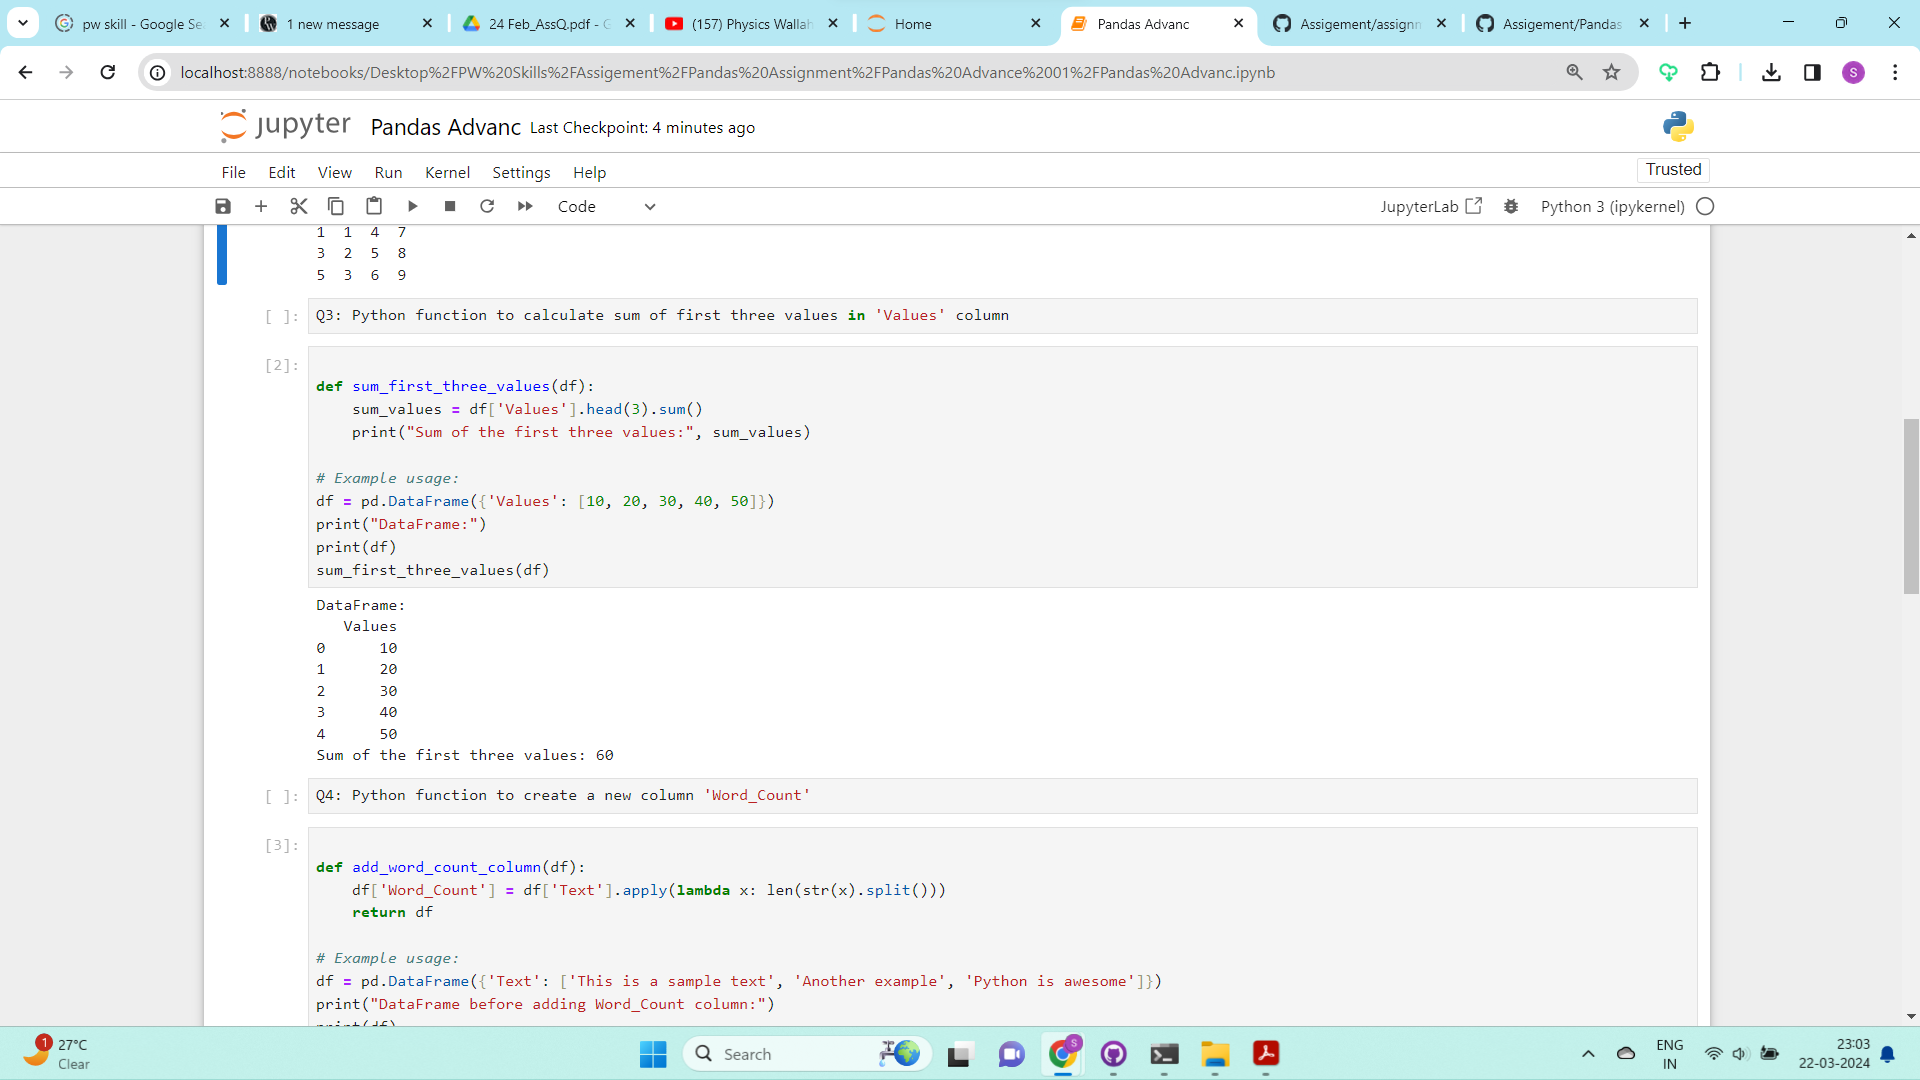 pw skill - Google Se
1 new message
24 Feb_AssQ.pdf - G
(157) Physics Wallah
Home
Pandas Advanc
Assigement/assignn
Assigement/Pandas
localhost:8888/notebooks/Desktop%2FPW%20Skills%2FAssigement%2FPandas%20Assignment%2FPandas%20Advance%2001%2FPandas%20Advanc.ipynb
S
jupyter Pandas Advanc Last Checkpoint: 4 minutes ago
File Edit View Run Kernel Settings Help
Trusted
Code
JupyterLab
Python 3 (ipykernel)
1 1 4 7
3 2 5 8
5 3 6 9
[ ]: Q3: Python function to calculate sum of first three values in 'Values' column
[2]:
def sum_first_three_values(df):
    sum_values = df['Values'].head(3).sum()
    print("Sum of the first three values:", sum_values)
# Example usage:
df = pd.DataFrame({'Values': [10, 20, 30, 40, 50]})
print("DataFrame:")
print(df)
sum_first_three_values(df)
DataFrame:
   Values
0      10
1      20
2      30
3      40
4      50
Sum of the first three values: 60
[ ]: Q4: Python function to create a new column 'Word_Count'
[3]:
def add_word_count_column(df):
    df['Word_Count'] = df['Text'].apply(lambda x: len(str(x).split()))
    return df
# Example usage:
df = pd.DataFrame({'Text': ['This is a sample text', 'Another example', 'Python is awesome']})
print("DataFrame before adding Word_Count column:")
print(df)
1
27°C
Clear
Search
S
ENG
IN
23:03
22-03-2024